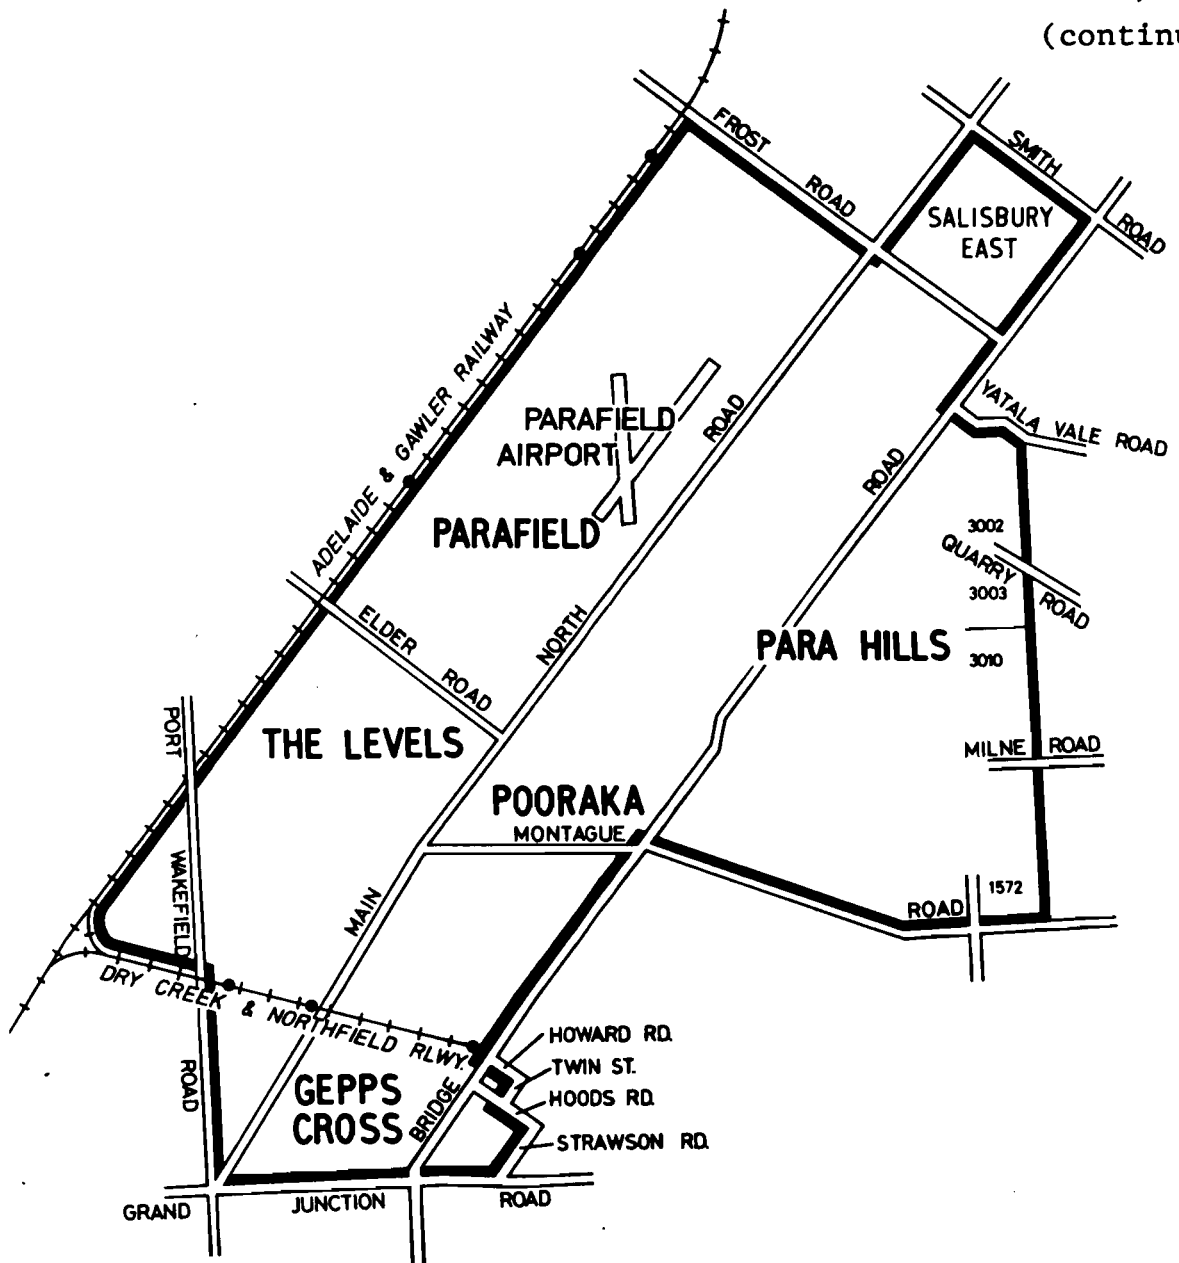 (continu
FROST
ROAD
SMITH
ROAD
SALISBURY
EAST
ADELAIDE & GAWLER RAILWAY
PARAFIELD
AIRPORT
PARAFIELD
NORTH
ROAD
ROAD
YATALA VALE ROAD
3002
QUARRY
ROAD
3003
3010
PARA HILLS
ELDER
ROAD
THE LEVELS
PORT
WAKEFIELD
ROAD
MILNE ROAD
POORAKA
MONTAGUE
ROAD
1572
MAIN
DRY CREEK & NORTHFIELD RLWY.
HOWARD RD.
TWIN ST.
HOODS RD.
STRAWSON RD.
GEPPS
CROSS
BRIDGE
GRAND
JUNCTION
ROAD